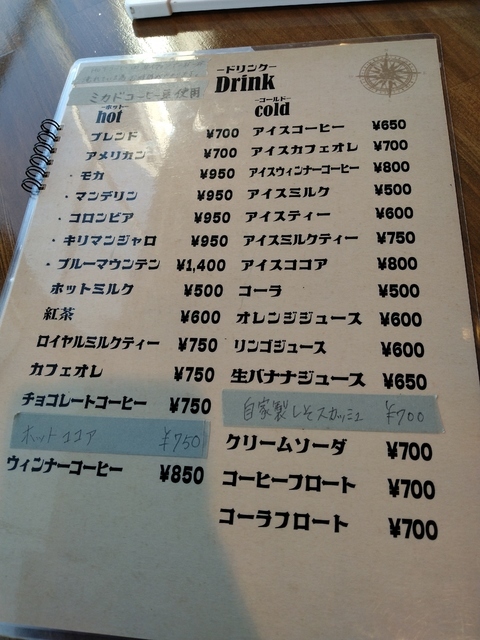 ードリンクー
Drink
ミカドコーヒー豆使用
ーホットー
hot
ブレンド ¥700
アメリカン ¥700
・モカ ¥950
・マンデリン ¥950
・コロンビア ¥950
・キリマンジャロ ¥950
・ブルーマウンテン ¥1,400
ホットミルク ¥500
紅茶 ¥600
ロイヤルミルクティー ¥750
カフェオレ ¥750
チョコレートコーヒー ¥750
ホットココア ¥750
ウィンナーコーヒー ¥850
ーコールドー
cold
アイスコーヒー ¥650
アイスカフェオレ ¥700
アイスウィンナーコーヒー ¥800
アイスミルク ¥500
アイスティー ¥600
アイスミルクティー ¥750
アイスココア ¥800
コーラ ¥500
オレンジジュース ¥600
リンゴジュース ¥600
生バナナジュース ¥650
自家製しそスカッシュ ¥700
クリームソーダ ¥700
コーヒーフロート ¥700
コーラフロート ¥700